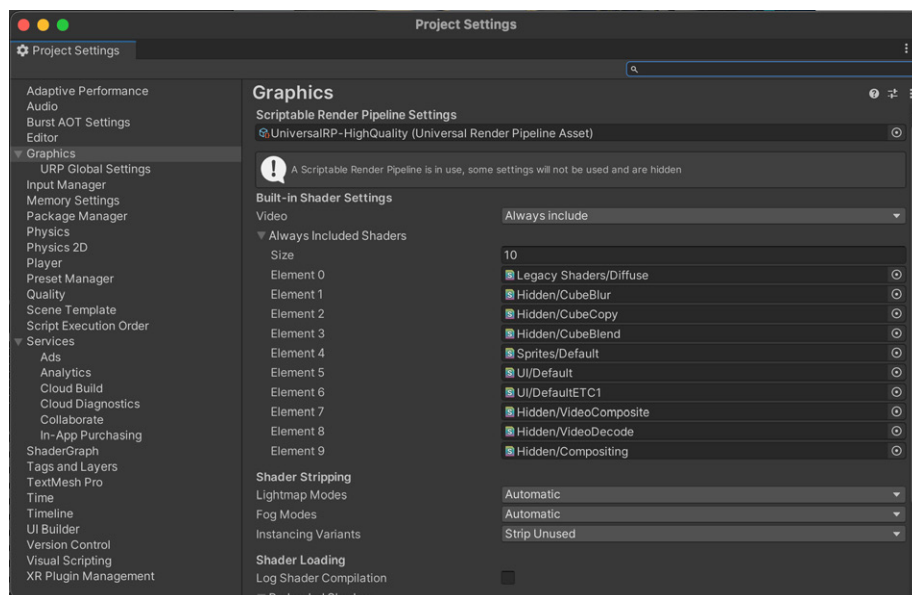 Project Settings
Project Settings
Adaptive Performance
Audio
Burst AOT Settings
Editor
Graphics
URP Global Settings
Input Manager
Memory Settings
Package Manager
Physics
Physics 2D
Player
Preset Manager
Quality
Scene Template
Script Execution Order
Services
Ads
Analytics
Cloud Build
Cloud Diagnostics
Collaborate
In-App Purchasing
ShaderGraph
Tags and Layers
TextMesh Pro
Time
Timeline
UI Builder
Version Control
Visual Scripting
XR Plugin Management
Graphics
Scriptable Render Pipeline Settings
UniversalRP-HighQuality (Universal Render Pipeline Asset)
A Scriptable Render Pipeline is in use, some settings will not be used and are hidden
Built-in Shader Settings
Video Always include
Always Included Shaders
Size 10
Element 0 Legacy Shaders/Diffuse
Element 1 Hidden/CubeBlur
Element 2 Hidden/CubeCopy
Element 3 Hidden/CubeBlend
Element 4 Sprites/Default
Element 5 UI/Default
Element 6 UI/DefaultETC1
Element 7 Hidden/VideoComposite
Element 8 Hidden/VideoDecode
Element 9 Hidden/Compositing
Shader Stripping
Lightmap Modes Automatic
Fog Modes Automatic
Instancing Variants Strip Unused
Shader Loading
Log Shader Compilation